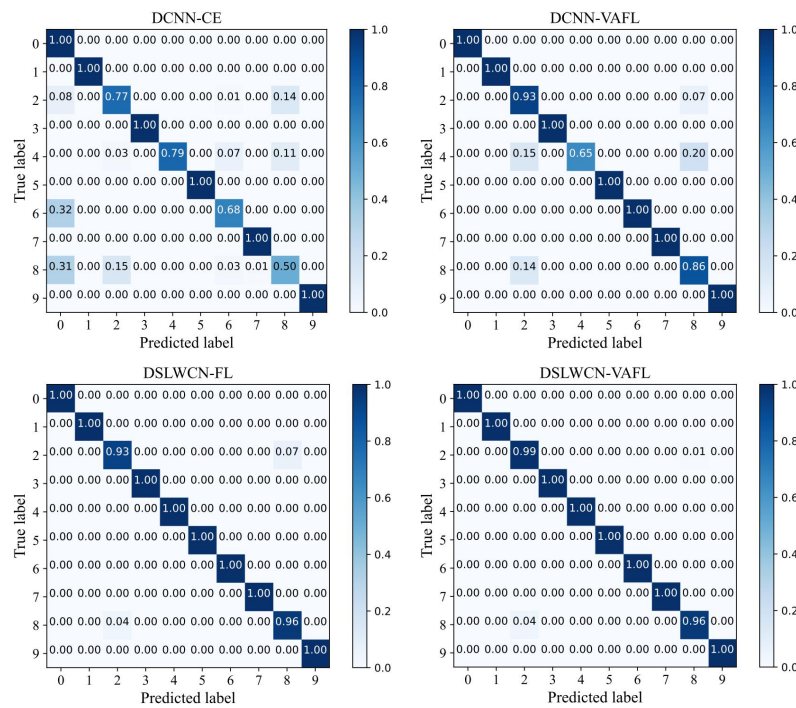 DCNN-CE
True label
0 1.00 0.00 0.00 0.00 0.00 0.00 0.00 0.00 0.00 0.00
1 0.00 1.00 0.00 0.00 0.00 0.00 0.00 0.00 0.00 0.00
2 0.08 0.00 0.77 0.00 0.00 0.00 0.01 0.00 0.14 0.00
3 0.00 0.00 0.00 1.00 0.00 0.00 0.00 0.00 0.00 0.00
4 0.00 0.00 0.03 0.00 0.79 0.00 0.07 0.00 0.11 0.00
5 0.00 0.00 0.00 0.00 0.00 1.00 0.00 0.00 0.00 0.00
6 0.32 0.00 0.00 0.00 0.00 0.00 0.68 0.00 0.00 0.00
7 0.00 0.00 0.00 0.00 0.00 0.00 0.00 1.00 0.00 0.00
8 0.31 0.00 0.15 0.00 0.00 0.00 0.03 0.01 0.50 0.00
9 0.00 0.00 0.00 0.00 0.00 0.00 0.00 0.00 0.00 1.00
0 1 2 3 4 5 6 7 8 9
Predicted label
1.0
0.8
0.6
0.4
0.2
0.0
DCNN-VAFL
True label
0 1.00 0.00 0.00 0.00 0.00 0.00 0.00 0.00 0.00 0.00
1 0.00 1.00 0.00 0.00 0.00 0.00 0.00 0.00 0.00 0.00
2 0.00 0.00 0.93 0.00 0.00 0.00 0.00 0.00 0.07 0.00
3 0.00 0.00 0.00 1.00 0.00 0.00 0.00 0.00 0.00 0.00
4 0.00 0.00 0.15 0.00 0.65 0.00 0.00 0.00 0.20 0.00
5 0.00 0.00 0.00 0.00 0.00 1.00 0.00 0.00 0.00 0.00
6 0.00 0.00 0.00 0.00 0.00 0.00 1.00 0.00 0.00 0.00
7 0.00 0.00 0.00 0.00 0.00 0.00 0.00 1.00 0.00 0.00
8 0.00 0.00 0.14 0.00 0.00 0.00 0.00 0.00 0.86 0.00
9 0.00 0.00 0.00 0.00 0.00 0.00 0.00 0.00 0.00 1.00
0 1 2 3 4 5 6 7 8 9
Predicted label
1.0
0.8
0.6
0.4
0.2
0.0
DSLWCN-FL
True label
0 1.00 0.00 0.00 0.00 0.00 0.00 0.00 0.00 0.00 0.00
1 0.00 1.00 0.00 0.00 0.00 0.00 0.00 0.00 0.00 0.00
2 0.00 0.00 0.93 0.00 0.00 0.00 0.00 0.00 0.07 0.00
3 0.00 0.00 0.00 1.00 0.00 0.00 0.00 0.00 0.00 0.00
4 0.00 0.00 0.00 0.00 1.00 0.00 0.00 0.00 0.00 0.00
5 0.00 0.00 0.00 0.00 0.00 1.00 0.00 0.00 0.00 0.00
6 0.00 0.00 0.00 0.00 0.00 0.00 1.00 0.00 0.00 0.00
7 0.00 0.00 0.00 0.00 0.00 0.00 0.00 1.00 0.00 0.00
8 0.00 0.00 0.04 0.00 0.00 0.00 0.00 0.00 0.96 0.00
9 0.00 0.00 0.00 0.00 0.00 0.00 0.00 0.00 0.00 1.00
0 1 2 3 4 5 6 7 8 9
Predicted label
1.0
0.8
0.6
0.4
0.2
0.0
DSLWCN-VAFL
True label
0 1.00 0.00 0.00 0.00 0.00 0.00 0.00 0.00 0.00 0.00
1 0.00 1.00 0.00 0.00 0.00 0.00 0.00 0.00 0.00 0.00
2 0.00 0.00 0.99 0.00 0.00 0.00 0.00 0.00 0.01 0.00
3 0.00 0.00 0.00 1.00 0.00 0.00 0.00 0.00 0.00 0.00
4 0.00 0.00 0.00 0.00 1.00 0.00 0.00 0.00 0.00 0.00
5 0.00 0.00 0.00 0.00 0.00 1.00 0.00 0.00 0.00 0.00
6 0.00 0.00 0.00 0.00 0.00 0.00 1.00 0.00 0.00 0.00
7 0.00 0.00 0.00 0.00 0.00 0.00 0.00 1.00 0.00 0.00
8 0.00 0.00 0.04 0.00 0.00 0.00 0.00 0.00 0.96 0.00
9 0.00 0.00 0.00 0.00 0.00 0.00 0.00 0.00 0.00 1.00
0 1 2 3 4 5 6 7 8 9
Predicted label
1.0
0.8
0.6
0.4
0.2
0.0